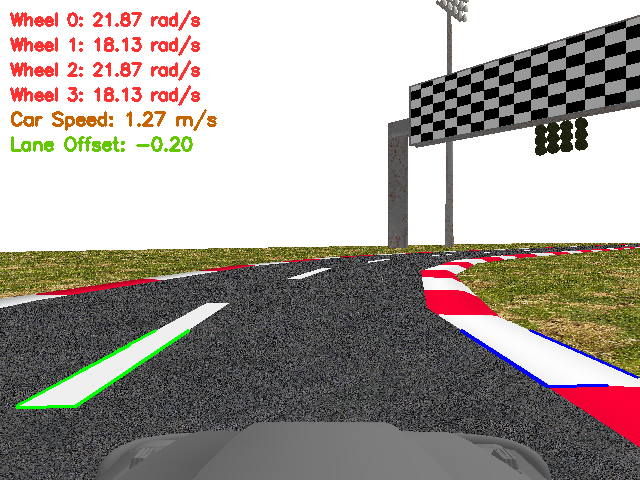 Wheel 0: 21.87 rad/s
Wheel 1: 18.13 rad/s
Wheel 2: 21.87 rad/s
Wheel 3: 18.13 rad/s
Car Speed: 1.27 m/s
Lane Offset: -0.20